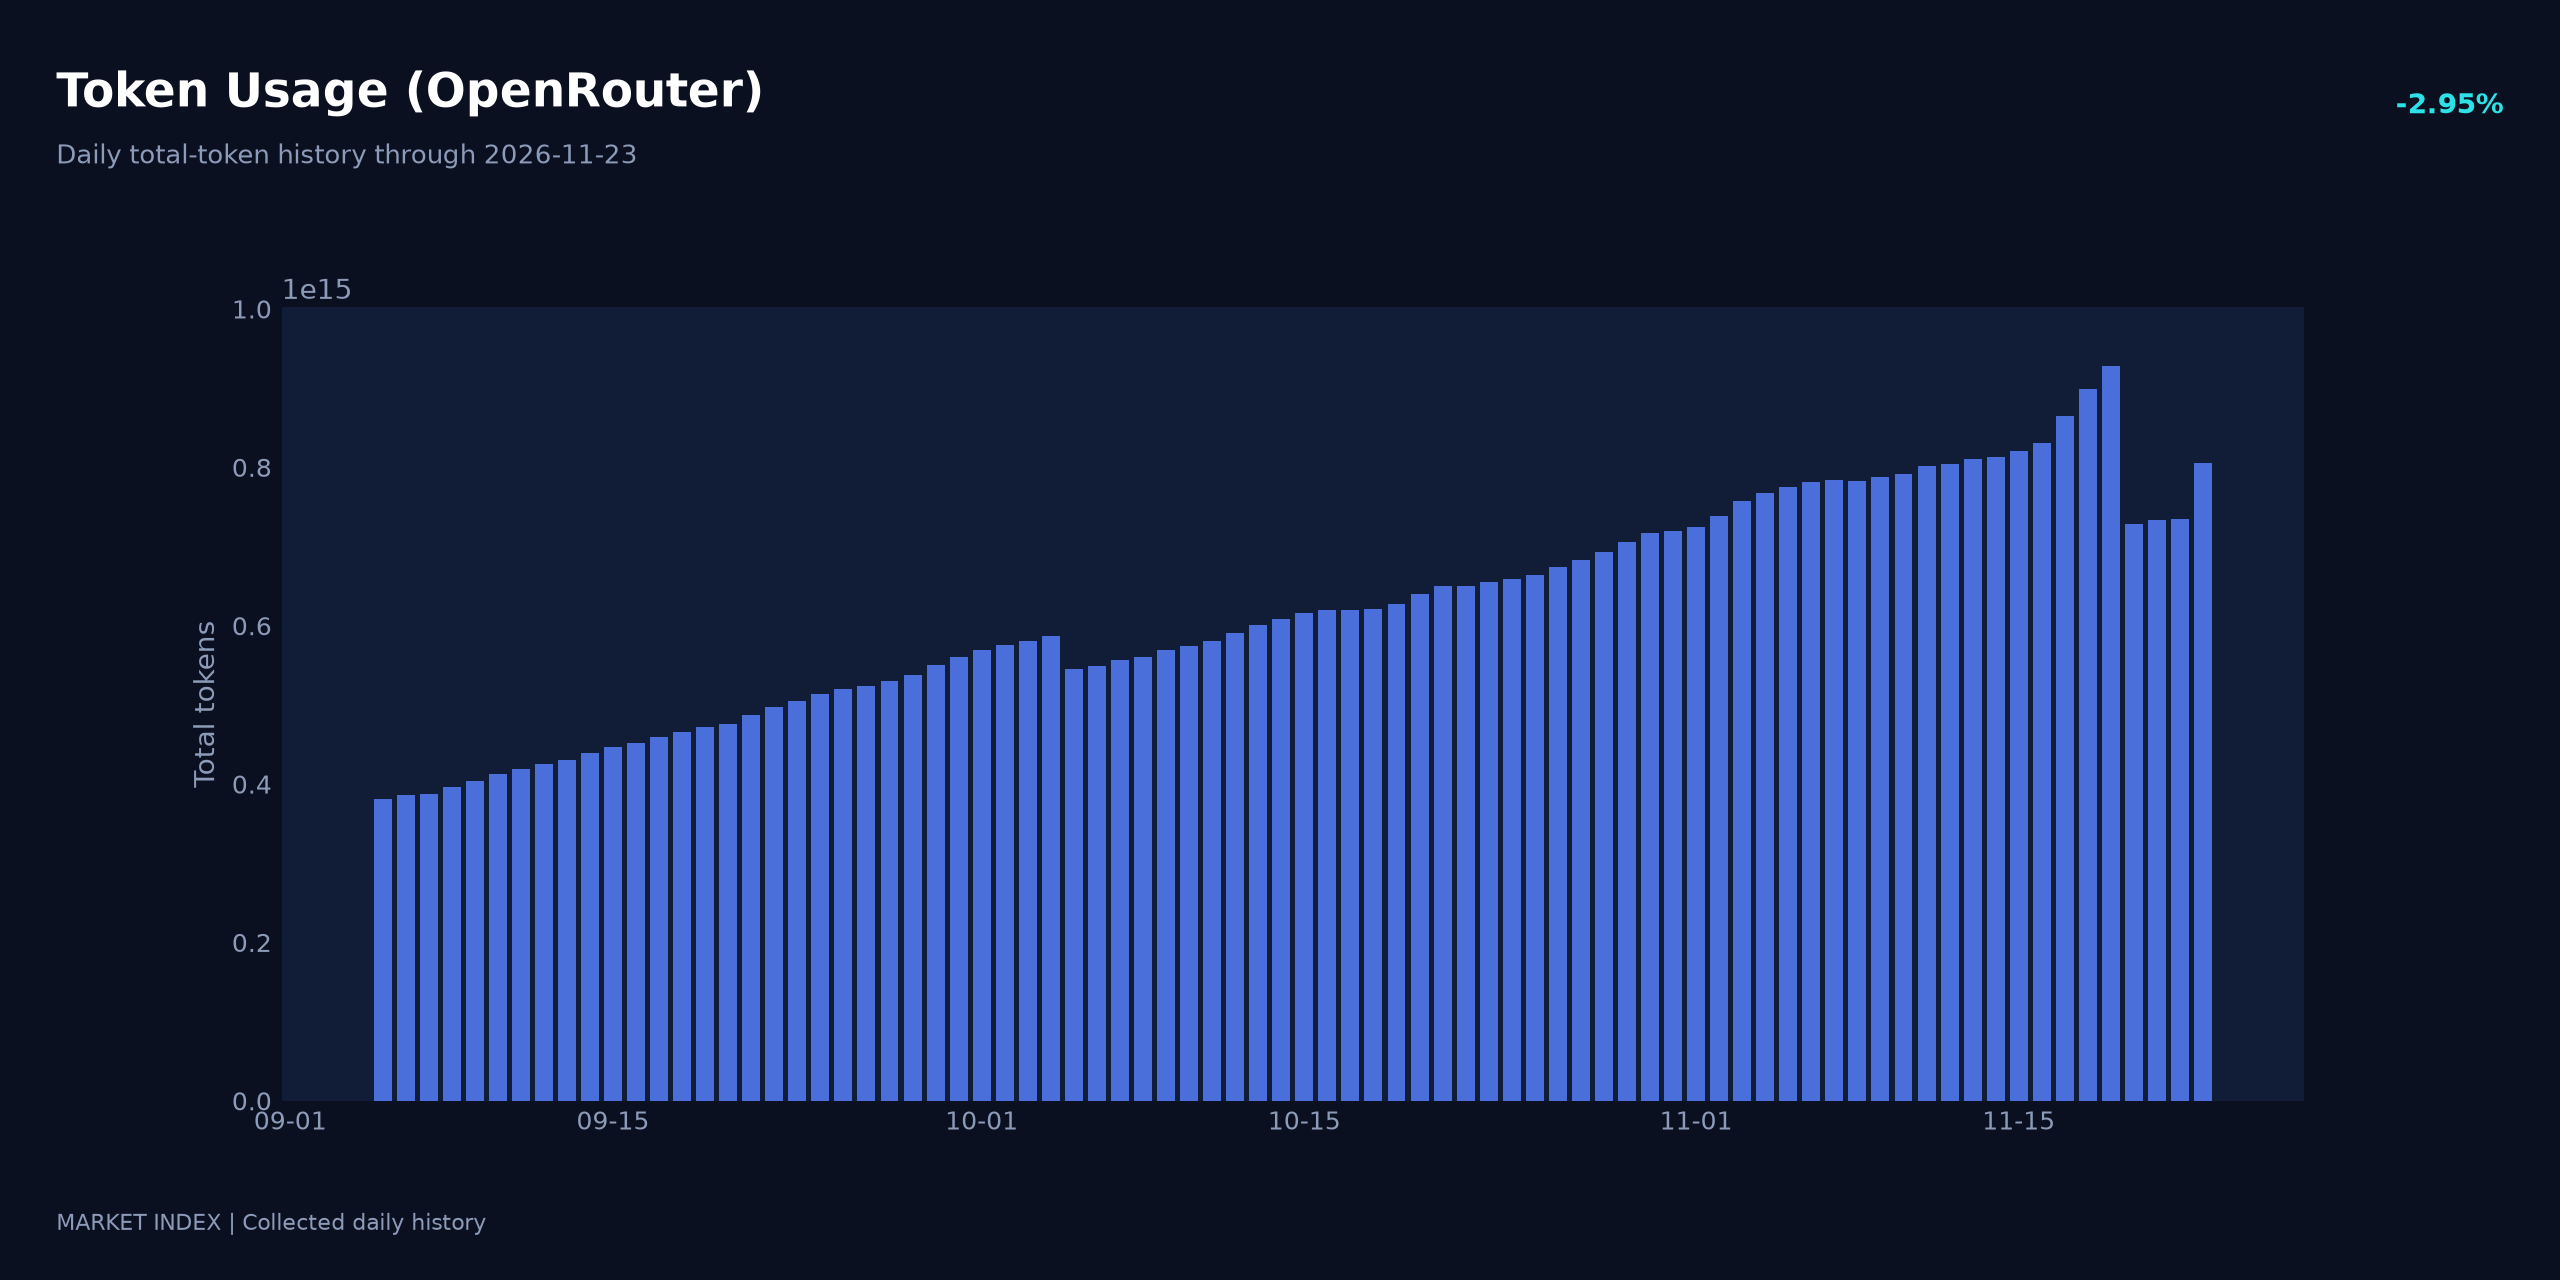 Token Usage (OpenRouter)
-2.95%
Daily total-token history through 2026-11-23
1e15
1.0
0.8
0.6
0.4
0.2
0.0
Total tokens
09-01
09-15
10-01
10-15
11-01
11-15
MARKET INDEX | Collected daily history